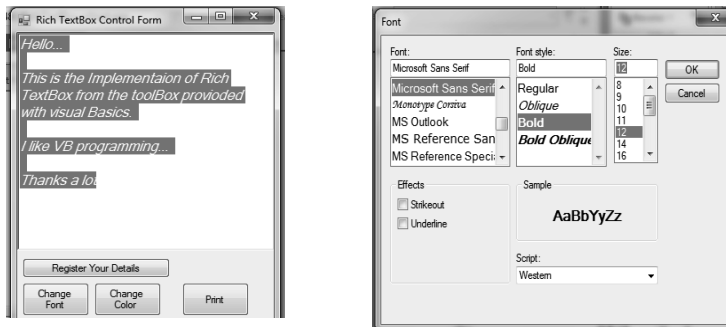 Rich TextBox Control Form
Hello...
This is the Implementaion of Rich
TextBox from the toolBox provioded
with visual Basics.
I like VB programming...
Thanks a lot
Register Your Details
Change
Font
Change
Color
Print
Font
Font:
Microsoft Sans Serif
Microsoft Sans Serif
Monotype Corsiva
MS Outlook
MS Reference San
MS Reference Speci
Font style:
Bold
Regular
Oblique
Bold
Bold Oblique
Size:
12
8
9
10
11
12
14
16
OK
Cancel
Effects
Strikeout
Underline
Sample
AaBbYyZz
Script:
Western